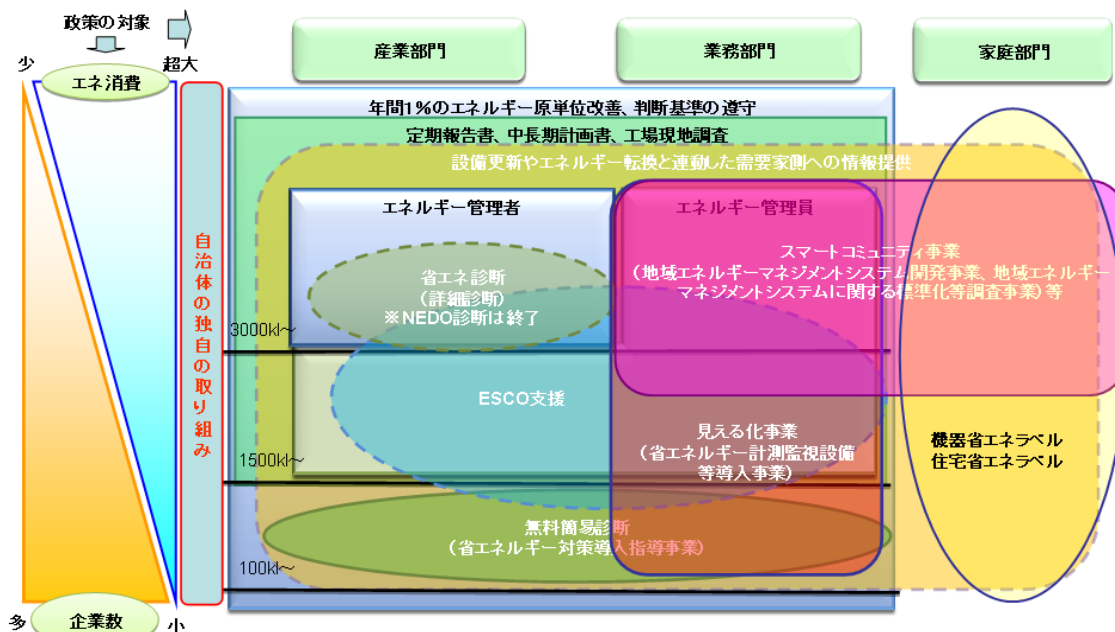 政策の対象
産業部門
業務部門
家庭部門
少
超大
エネ消費
年間1%のエネルギー原単位改善、判断基準の遵守
定期報告書、中長期計画書、工場現地調査
設備更新やエネルギー転換と連動した需要家側への情報提供
エネルギー管理者
エネルギー管理員
スマートコミュニティ事業
(地域エネルギーマネジメントシステム開発事業、地域エネルギー
マネジメントシステムに関する標準化等調査事業)等
省エネ診断
(詳細診断)
※NEDO診断は終了
3000kl～
自治体の独自の取り組み
ESCO支援
見える化事業
(省エネルギー計測監視設備
等導入事業)
機器省エネラベル
住宅省エネラベル
1500kl～
無料簡易診断
(省エネルギー対策導入指導事業)
100kl～
多
企業数
小